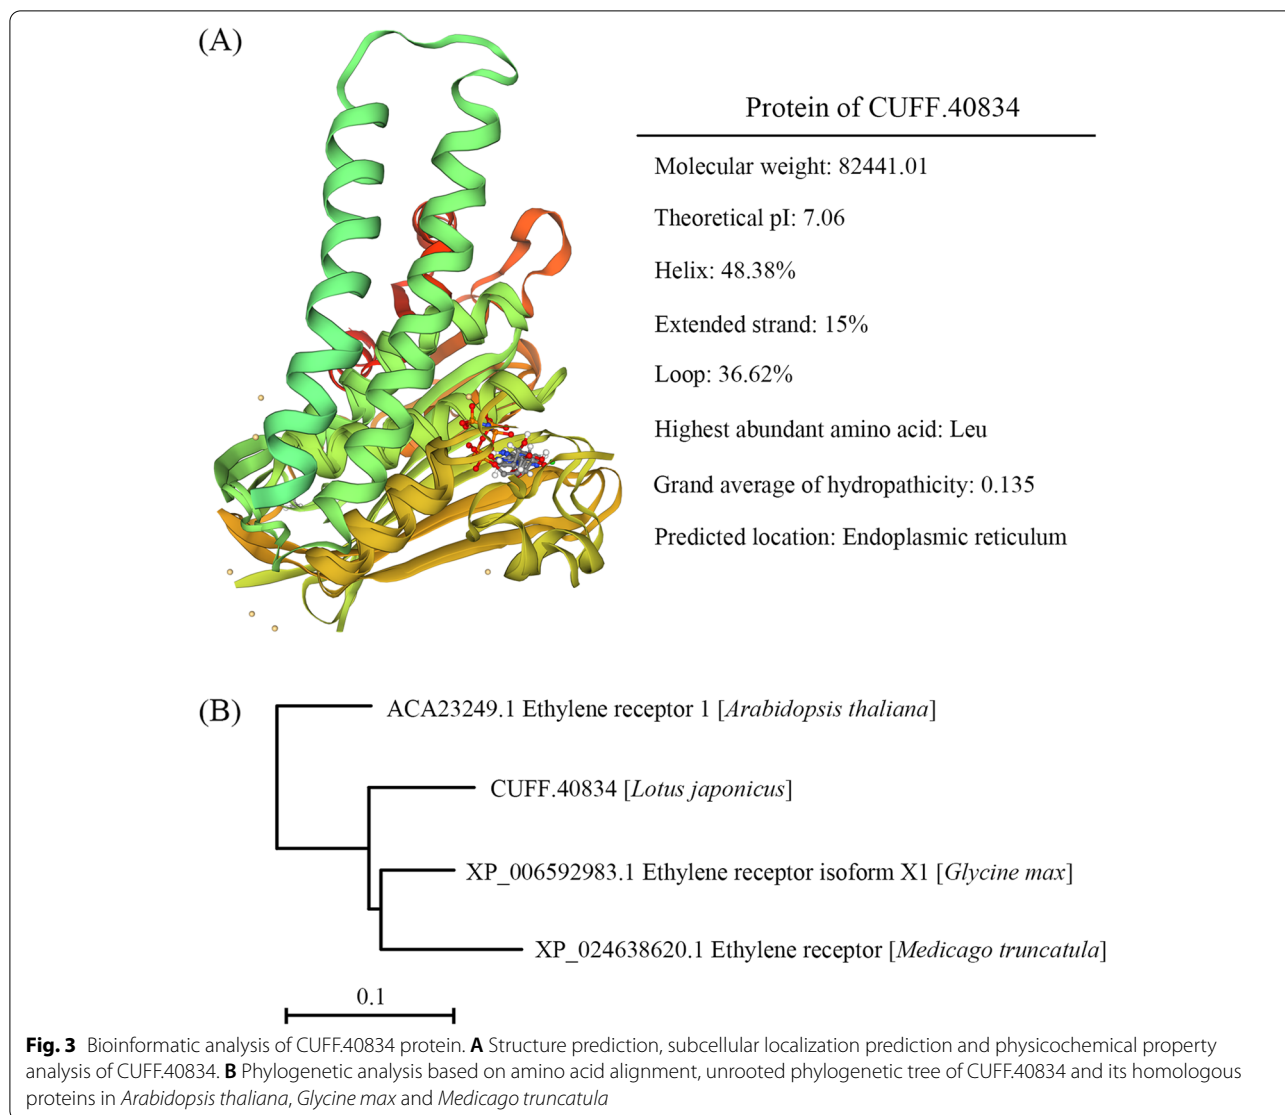 (A)
Protein of CUFF.40834
Molecular weight: 82441.01
Theoretical pI: 7.06
Helix: 48.38%
Extended strand: 15%
Loop: 36.62%
Highest abundant amino acid: Leu
Grand average of hydropathicity: 0.135
Predicted location: Endoplasmic reticulum
(B)
ACA23249.1 Ethylene receptor 1 [Arabidopsis thaliana]
CUFF.40834 [Lotus japonicus]
XP_006592983.1 Ethylene receptor isoform X1 [Glycine max]
XP_024638620.1 Ethylene receptor [Medicago truncatula]
0.1
Fig. 3 Bioinformatic analysis of CUFF.40834 protein. A Structure prediction, subcellular localization prediction and physicochemical property
analysis of CUFF.40834. B Phylogenetic analysis based on amino acid alignment, unrooted phylogenetic tree of CUFF.40834 and its homologous
proteins in Arabidopsis thaliana, Glycine max and Medicago truncatula